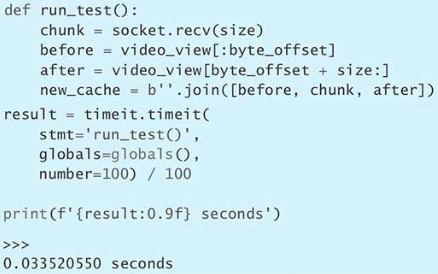 def run_test():
    chunk = socket.recv(size)
    before = video_view[:byte_offset]
    after = video_view[byte_offset + size:]
    new_cache = b''.join([before, chunk, after])
result = timeit.timeit(
    stmt='run_test()',
    globals=globals(),
    number=100) / 100
print(f'{result:0.9f} seconds')
>>>
0.033520550 seconds